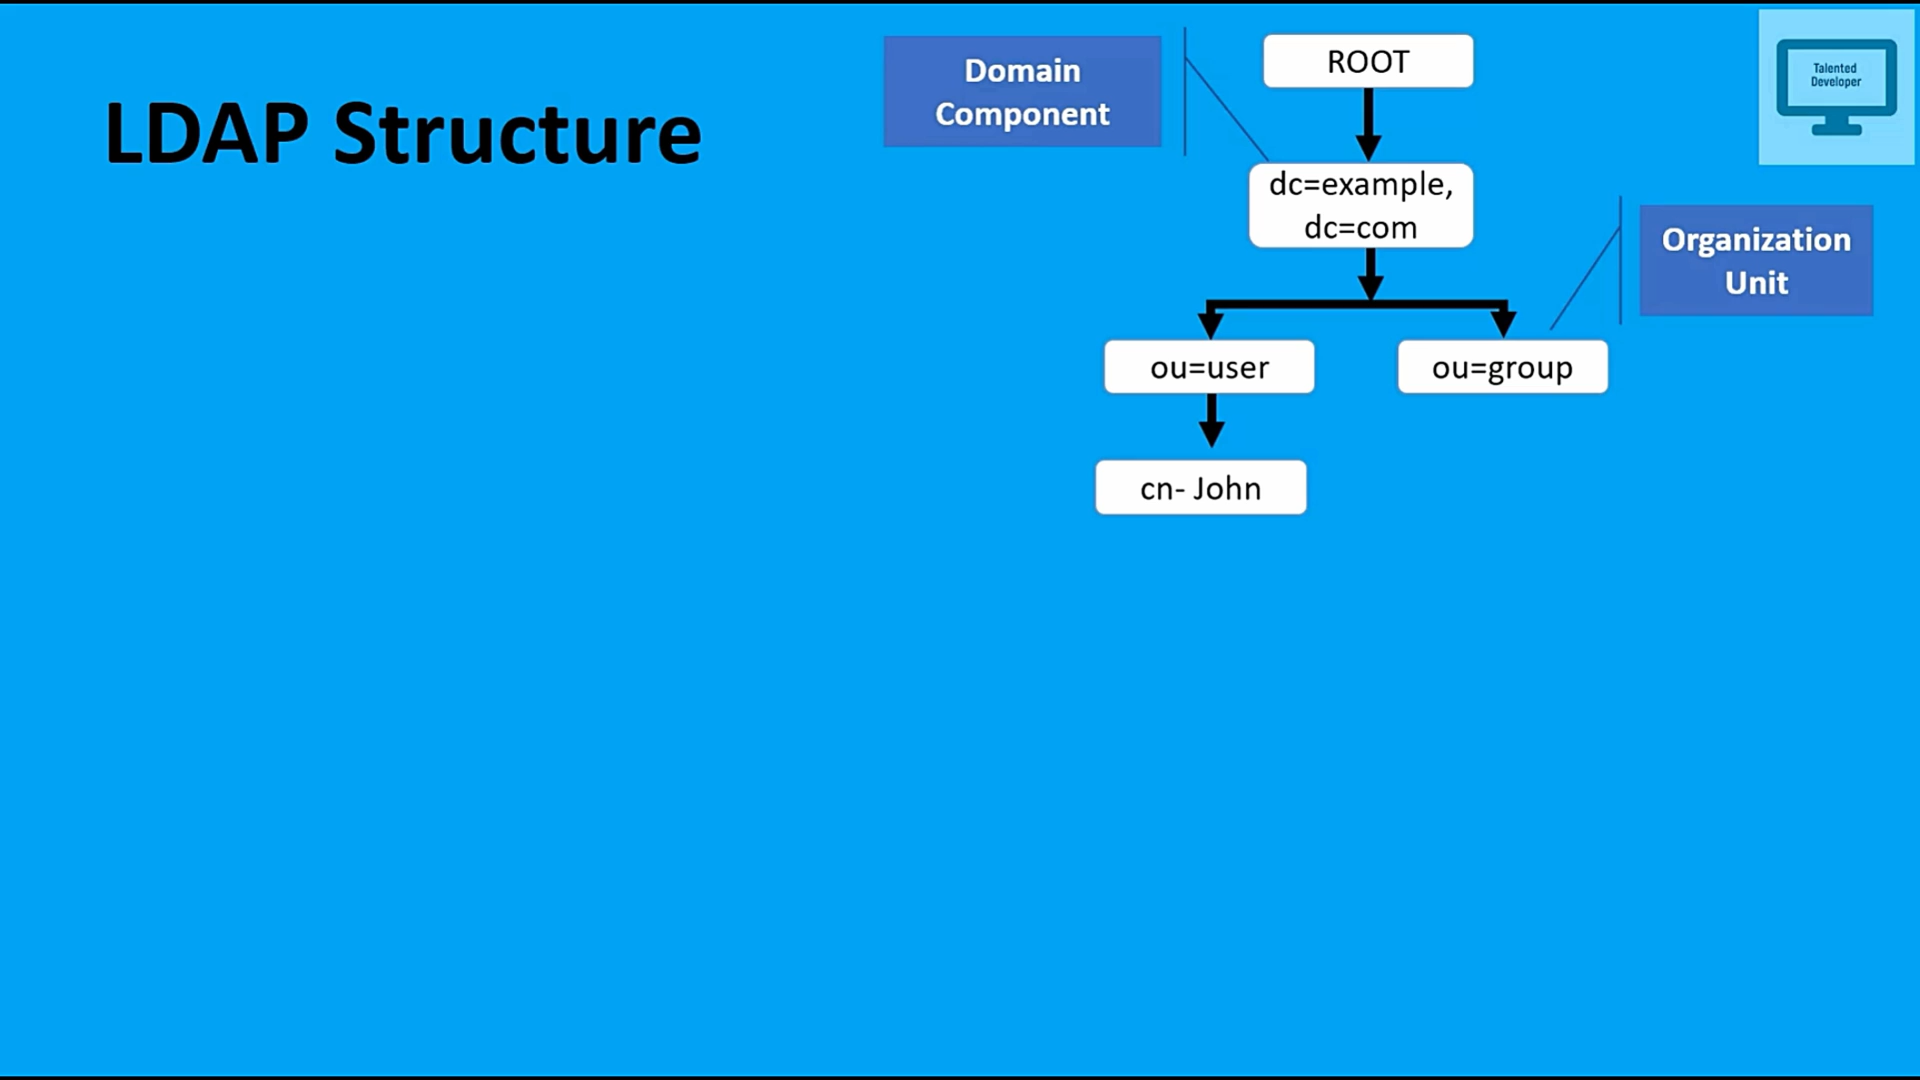 LDAP Structure
Domain
Component
ROOT
Talented
Developer
dc=example,
dc=com
Organization
Unit
ou=user
ou=group
cn- John